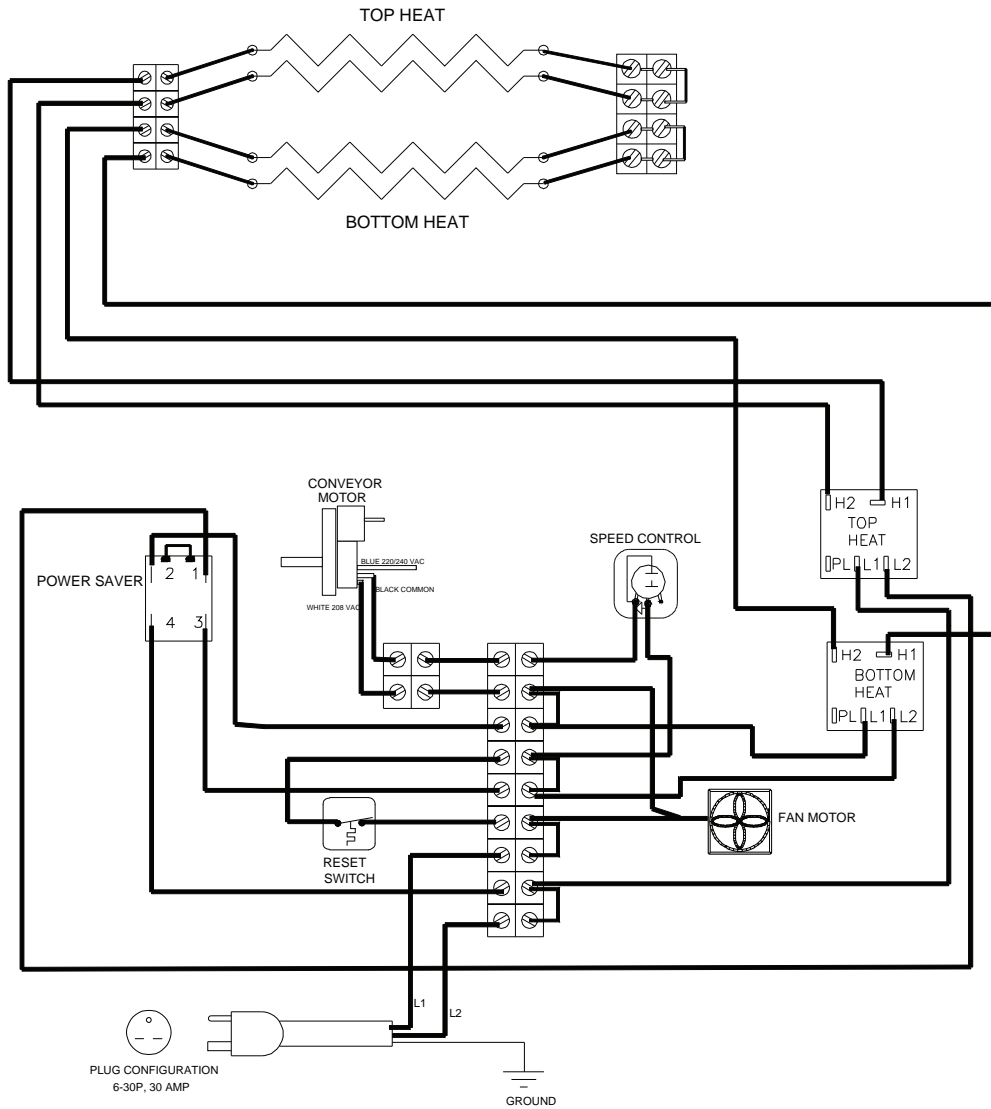 TOP HEAT
BOTTOM HEAT
CONVEYOR
MOTOR
BLUE 220/240 VAC
BLACK COMMON
WHITE 208 VAC
SPEED CONTROL
H2 H1
TOP
HEAT
PL L1 L2
POWER SAVER
2 1
4 3
H2 H1
BOTTOM
HEAT
PL L1 L2
FAN MOTOR
RESET
SWITCH
L1
L2
PLUG CONFIGURATION
6-30P, 30 AMP
GROUND